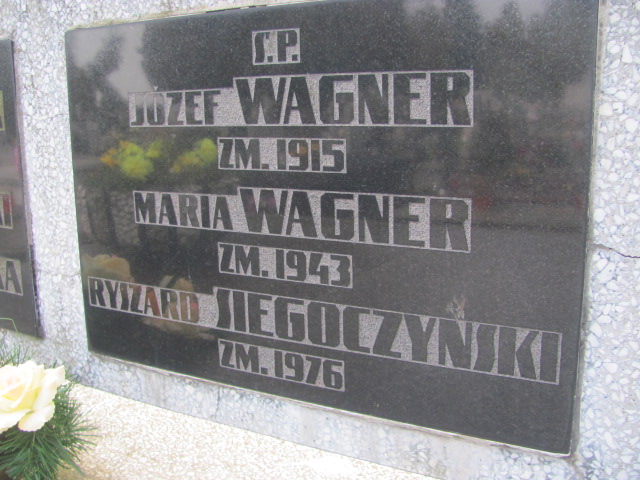 Ś.P.
JÓZEF WAGNER
ZM. 1915
MARIA WAGNER
ZM. 1943
RYSZARD SIEGOCZYŃSKI
ZM. 1976